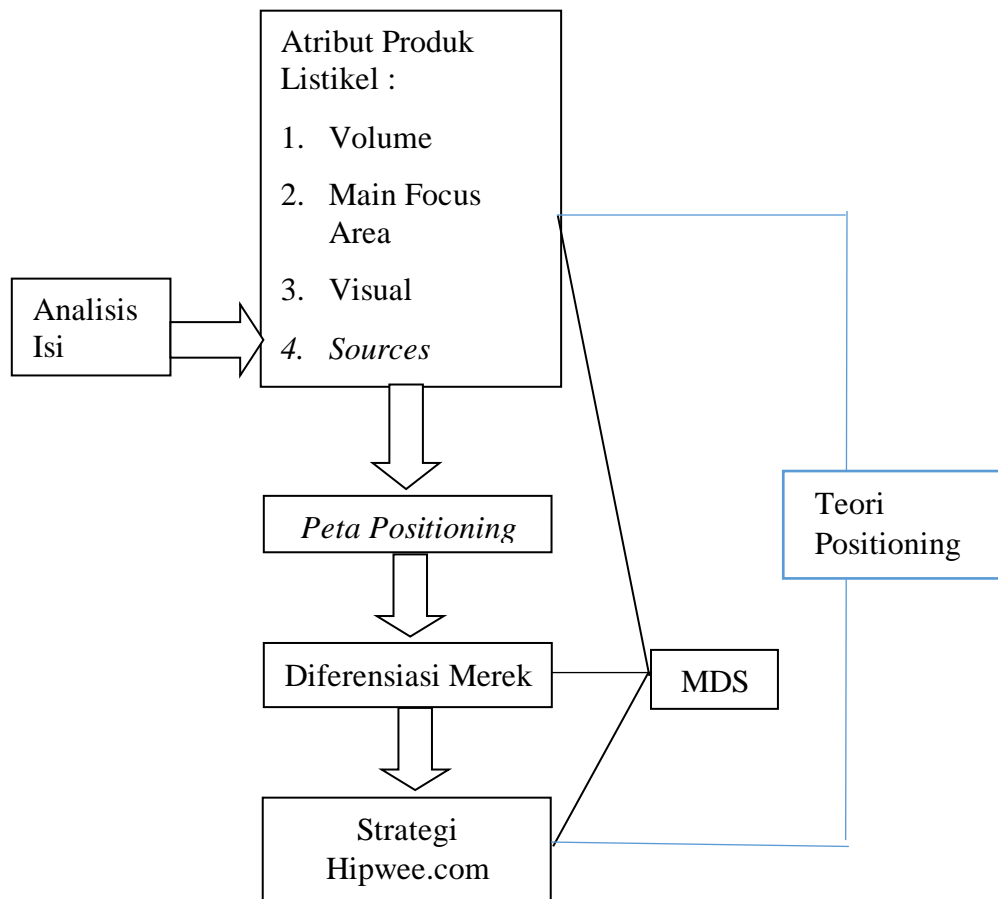 Atribut Produk
Listikel :
1. Volume
2. Main Focus
Area
3. Visual
4. Sources
Analisis
Isi
Peta Positioning
Teori
Positioning
Diferensiasi Merek
MDS
Strategi
Hipwee.com